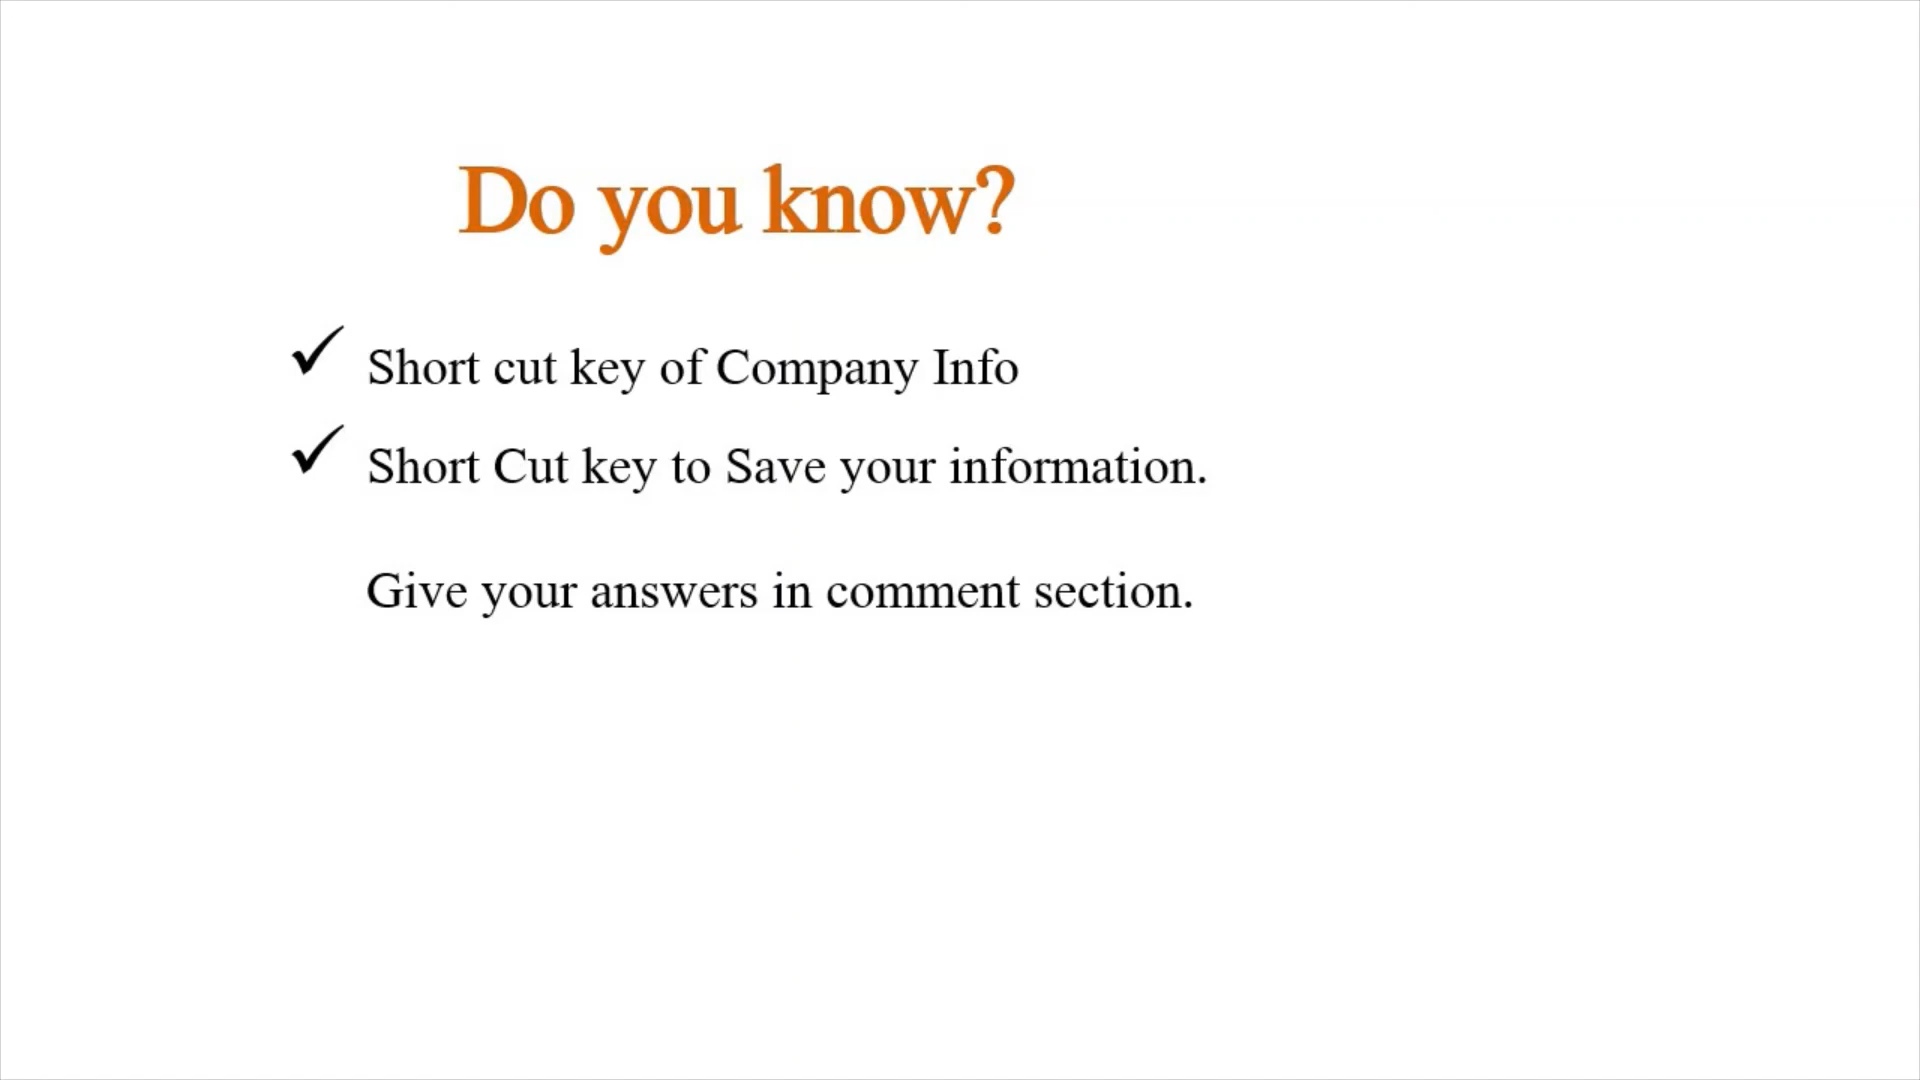 Do you know?
Short cut key of Company Info
Short Cut key to Save your information.
Give your answers in comment section.